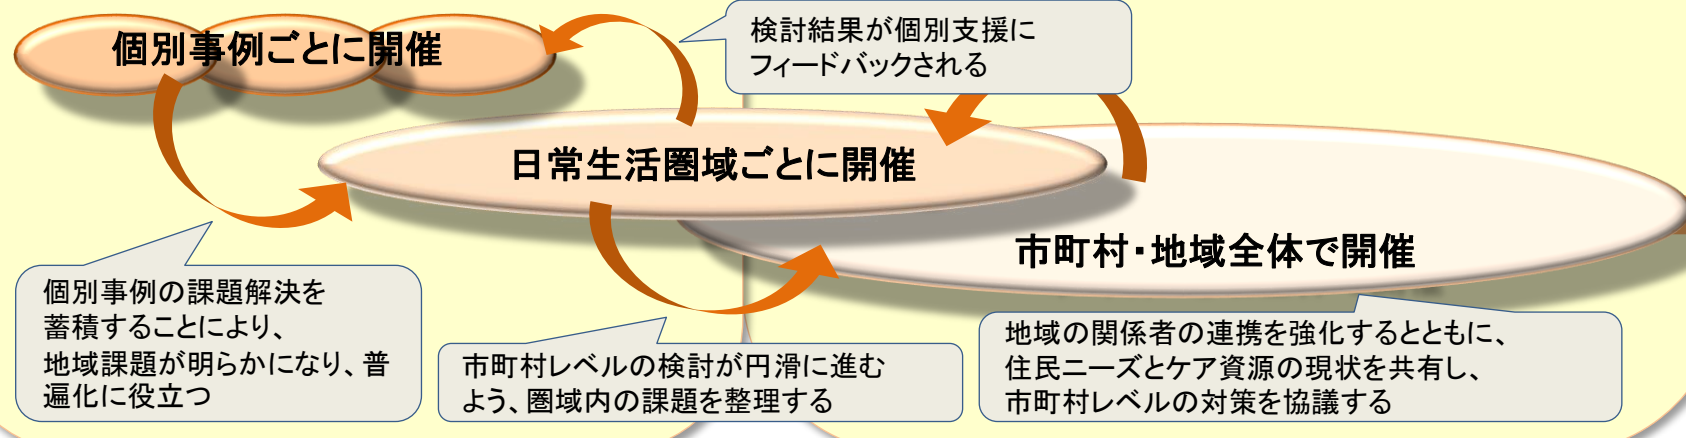 個別事例ごとに開催
検討結果が個別支援に
フィードバックされる
日常生活圏域ごとに開催
市町村・地域全体で開催
個別事例の課題解決を
蓄積することにより、
地域課題が明らかになり、普
遍化に役立つ
市町村レベルの検討が円滑に進む
よう、圏域内の課題を整理する
地域の関係者の連携を強化するとともに、
住民ニーズとケア資源の現状を共有し、
市町村レベルの対策を協議する